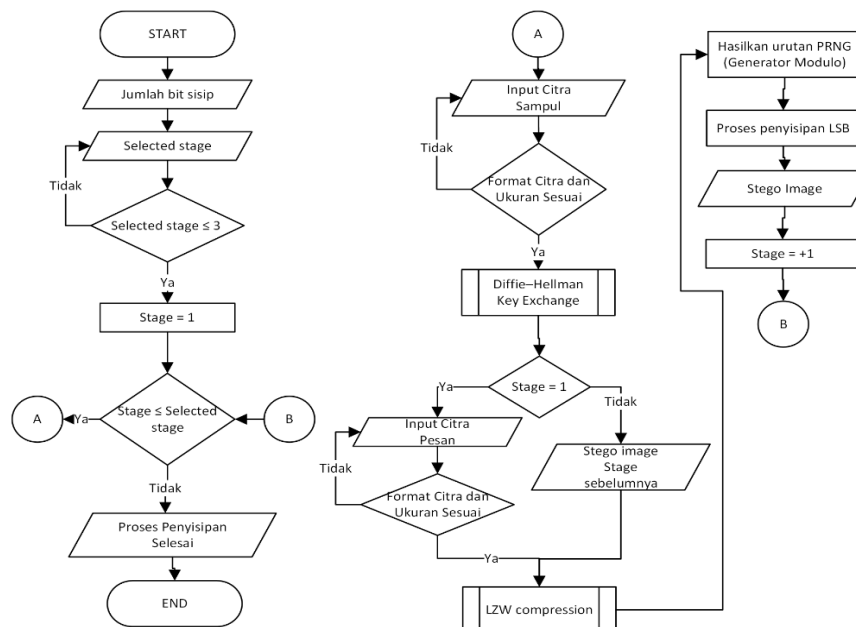 START
Jumlah bit sisip
Selected stage
Tidak
Selected stage ≤ 3
Ya
Stage = 1
A
Ya
Stage ≤ Selected
stage
B
Tidak
Proses Penyisipan
Selesai
END
A
Input Citra
Sampul
Tidak
Format Citra dan
Ukuran Sesuai
Ya
Diffie–Hellman
Key Exchange
Stage = 1
Ya
Tidak
Input Citra
Pesan
Tidak
Format Citra dan
Ukuran Sesuai
Ya
Stego image
Stage
sebelumnya
LZW compression
Hasilkan urutan PRNG
(Generator Modulo)
Proses penyisipan LSB
Stego Image
Stage = +1
B